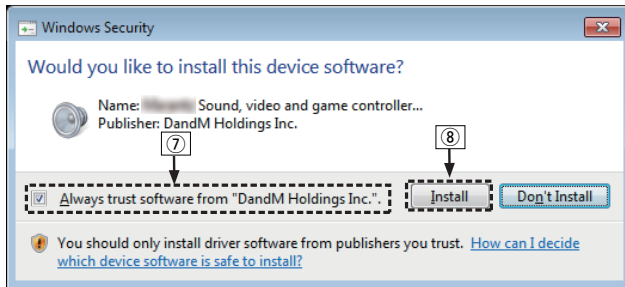 Windows Security
Would you like to install this device software?
Name: Sound, video and game controller...
Publisher: DandM Holdings Inc.
⑦
⑧
Always trust software from "DandM Holdings Inc.".
Install
Don't Install
You should only install driver software from publishers you trust. How can I decide
which device software is safe to install?